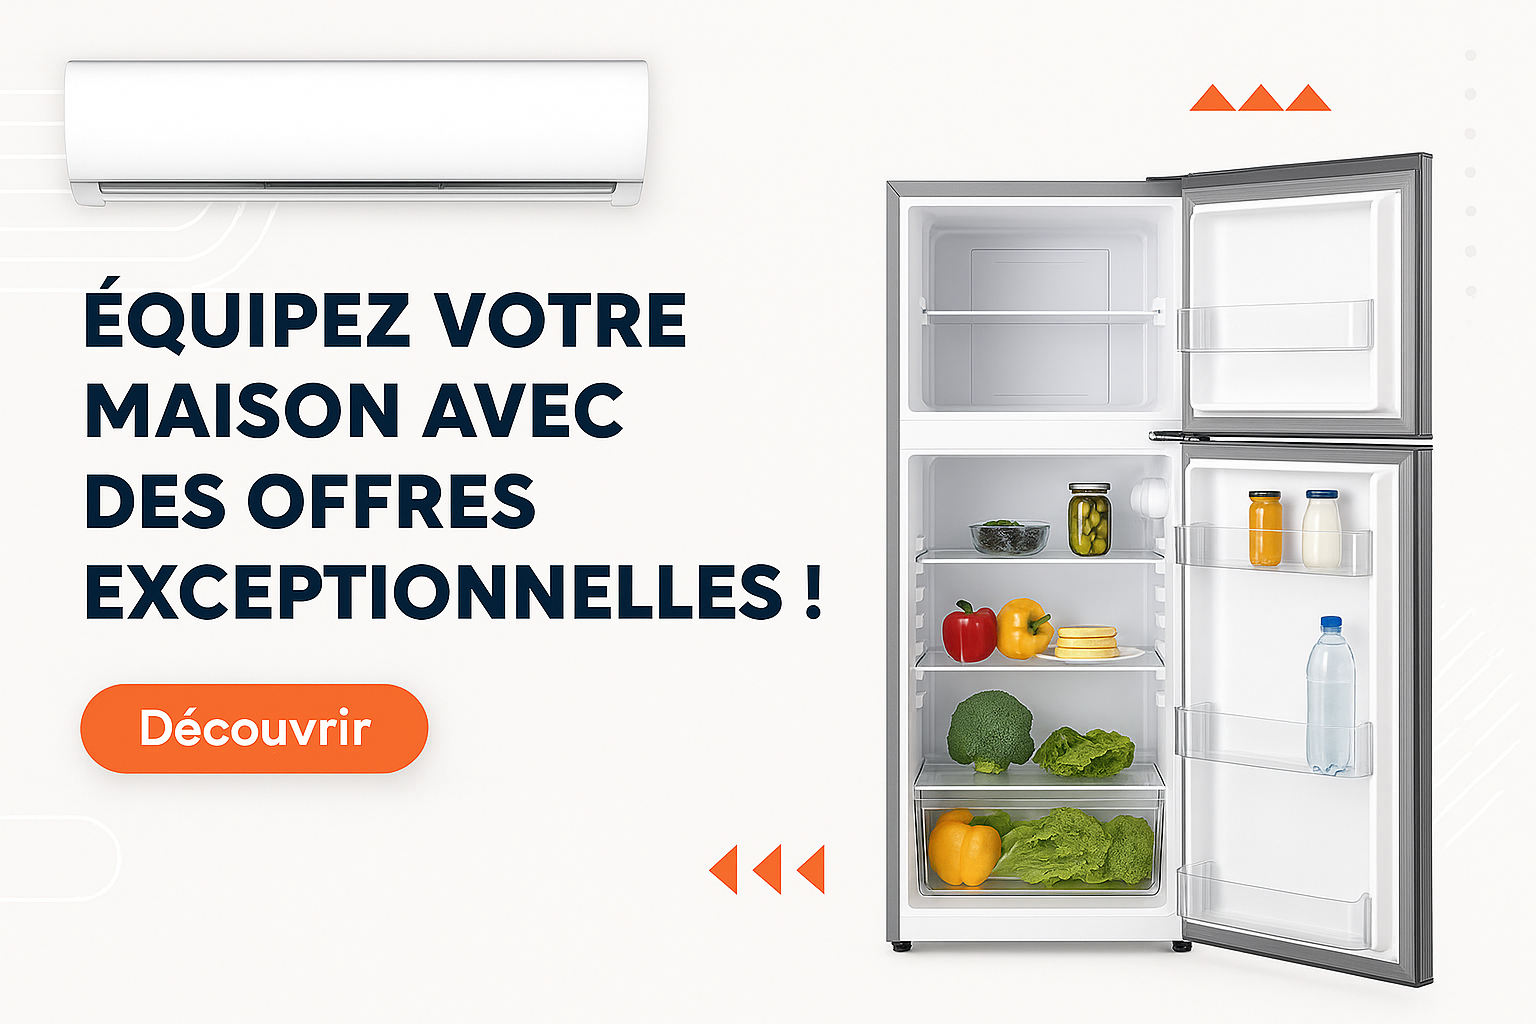 ÉQUIPEZ VOTRE
MAISON AVEC
DES OFFRES
EXCEPTIONNELLES !
Découvrir